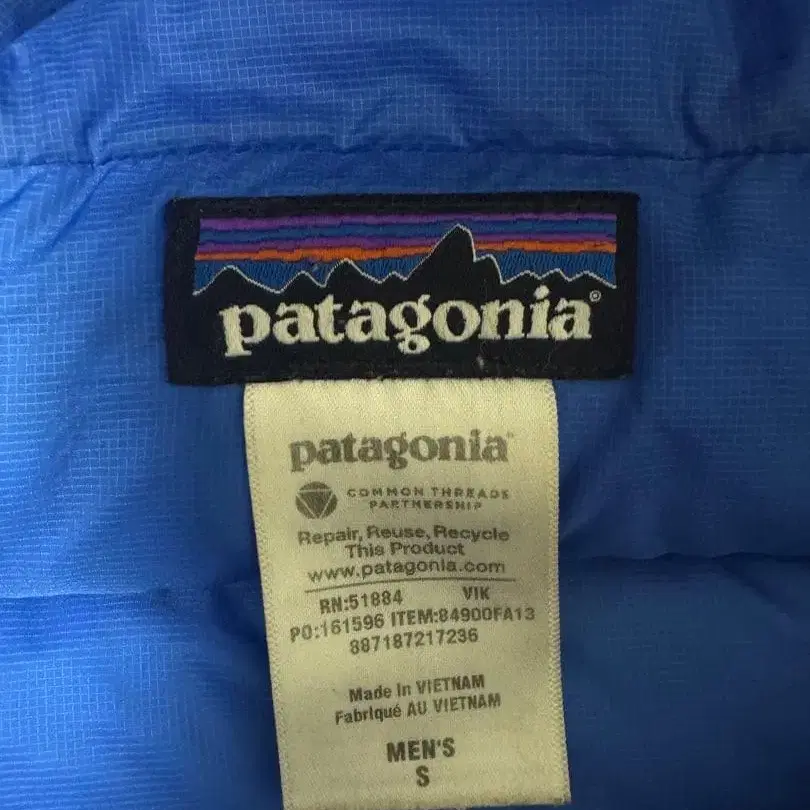 patagonia®
patagonia
COMMON THREADS
PARTNERSHIP
Repair, Reuse, Recycle
This Product
www.patagonia.com
RN:51884 VIK
PO:161596 ITEM:84900FA13
887187217236
Made in VIETNAM
Fabriqué AU VIETNAM
MEN'S
S